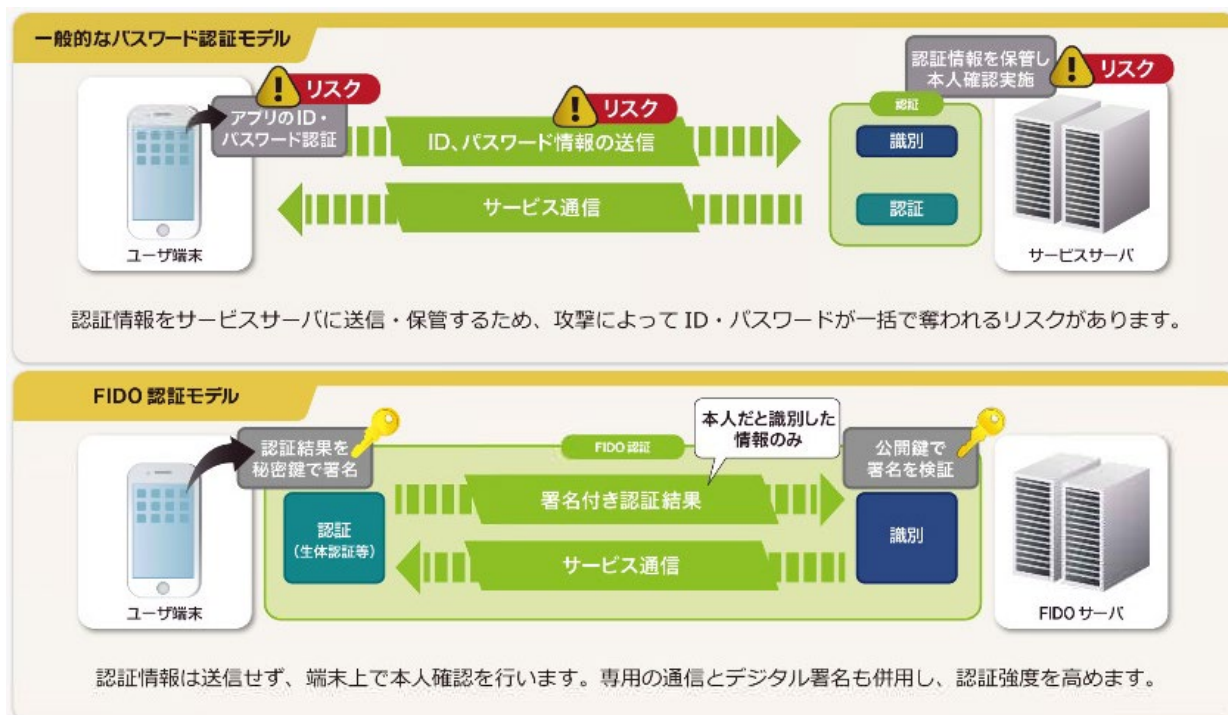 一般的なパスワード認証モデル
認証情報を保管し
本人確認実施
リスク
リスク
アプリのID・
パスワード認証
リスク
ID、パスワード情報の送信
認証
識別
サービス通信
認証
ユーザ端末
サービスサーバ
認証情報をサービスサーバに送信・保管するため、攻撃によって ID・パスワードが一括で奪われるリスクがあります。
FIDO 認証モデル
認証結果を
秘密鍵で署名
FIDO 認証
本人だと識別した
情報のみ
公開鍵で
署名を検証
署名付き認証結果
認証
(生体認証等)
識別
サービス通信
ユーザ端末
FIDO サーバ
認証情報は送信せず、端末上で本人確認を行います。専用の通信とデジタル署名も併用し、認証強度を高めます。